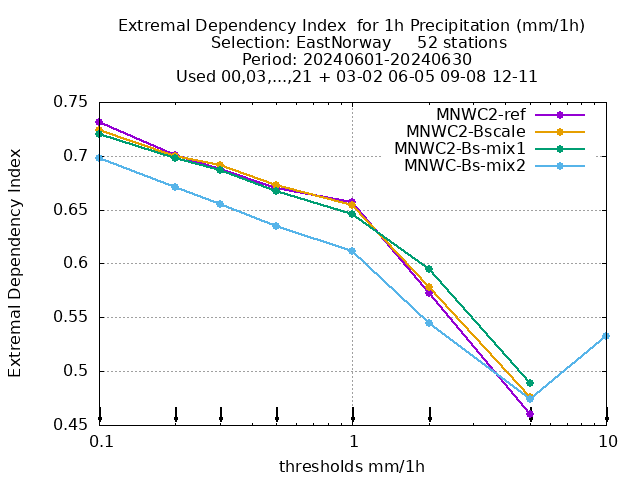 Extremal Dependency Index  for 1h Precipitation (mm/1h)
Selection: EastNorway     52 stations
Period: 20240601-20240630
Used 00,03,...,21 + 03-02 06-05 09-08 12-11
MNWC2-ref
MNWC2-Bscale
MNWC2-Bs-mix1
MNWC-Bs-mix2
Extremal Dependency Index
0.75
0.7
0.65
0.6
0.55
0.5
0.45
0.1 1 10
thresholds mm/1h